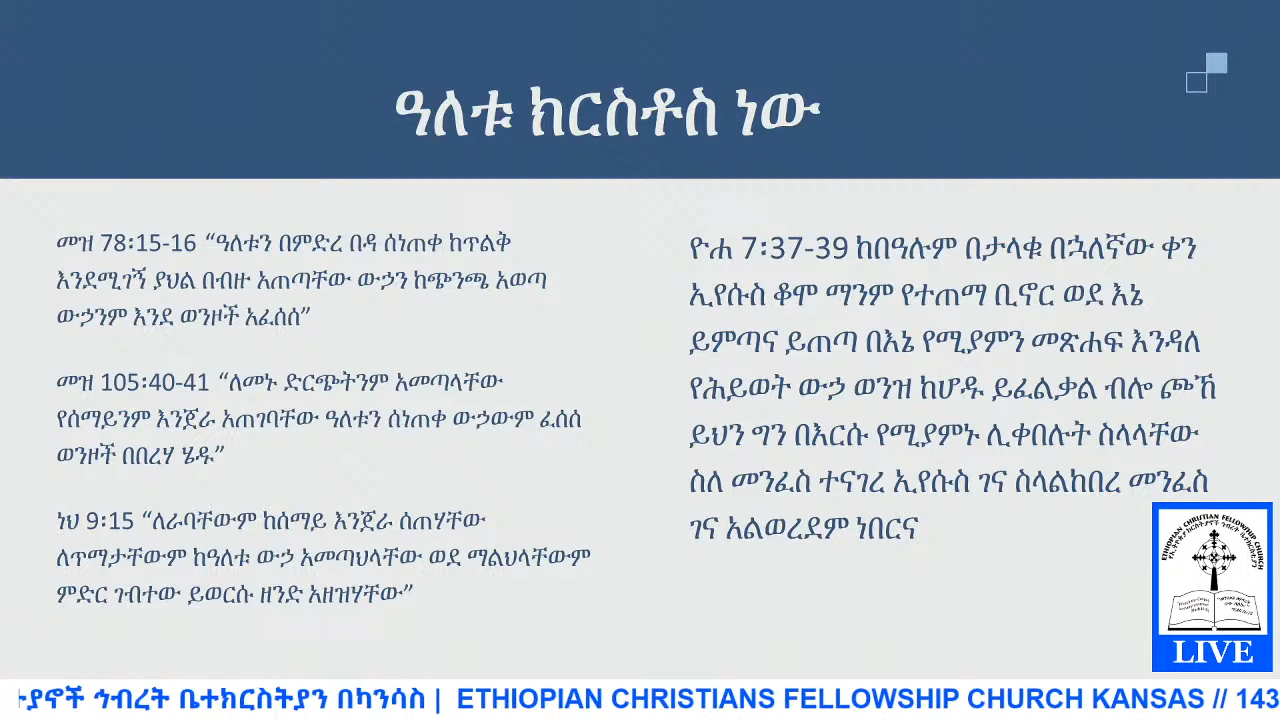 ዓለቱ ክርስቶስ ነው
መዝ 78፡15-16 “ዓለቱን በምድረ በዳ ሰነጠቀ ከጥልቅ
እንደሚገኝ ያህል በብዙ አጠጣቸው ውኃን ከጭንጫ አወጣ
ውኃንም እንደ ወንዞች አፈሰሰ”
መዝ 105፡40-41 “ለመኑ ድርጭትንም አመጣላቸው
የሰማይንም እንጀራ አጠገባቸው ዓለቱን ሰነጠቀ ውኃውም ፈሰሰ
ወንዞች በበረሃ ሄዱ”
ነህ 9፡15 “ለራባቸውም ከሰማይ እንጀራ ሰጠሃቸው
ለጥማታቸውም ከዓለቱ ውኃ አመጣህላቸው ወደ ማልህላቸውም
ምድር ገብተው ይወርሱ ዘንድ አዘዝሃቸው”
ዮሐ 7፡37-39 ከበዓሉም በታላቁ በኋለኛው ቀን
ኢየሱስ ቆሞ ማንም የተጠማ ቢኖር ወደ እኔ
ይምጣና ይጠጣ በእኔ የሚያምን መጽሐፍ እንዳለ
የሕይወት ውኃ ወንዝ ከሆዱ ይፈልቃል ብሎ ጮኸ
ይህን ግን በእርሱ የሚያምኑ ሊቀበሉት ስላላቸው
ስለ መንፈስ ተናገረ ኢየሱስ ገና ስላልከበረ መንፈስ
ገና አልወረደም ነበርና
ETHIOPIAN CHRISTIAN FELLOWSHIP CHURCH
LIVE
ያኖች ኅብረት ቤተክርስትያን በካንሳስ | ETHIOPIAN CHRISTIANS FELLOWSHIP CHURCH KANSAS // 143